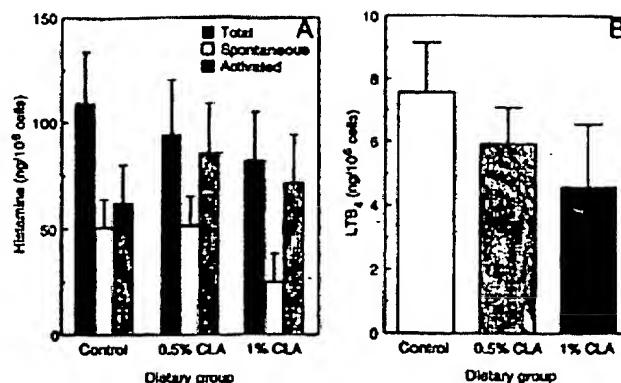 A
Histamine (ng/10⁶ cells)
150
100
50
0
Total
Spontaneous
Activated
Control
0.5% CLA
1% CLA
Dietary group
B
LTB₄ (ng/10⁶ cells)
10
8
6
4
2
0
Control
0.5% CLA
1% CLA
Dietary group